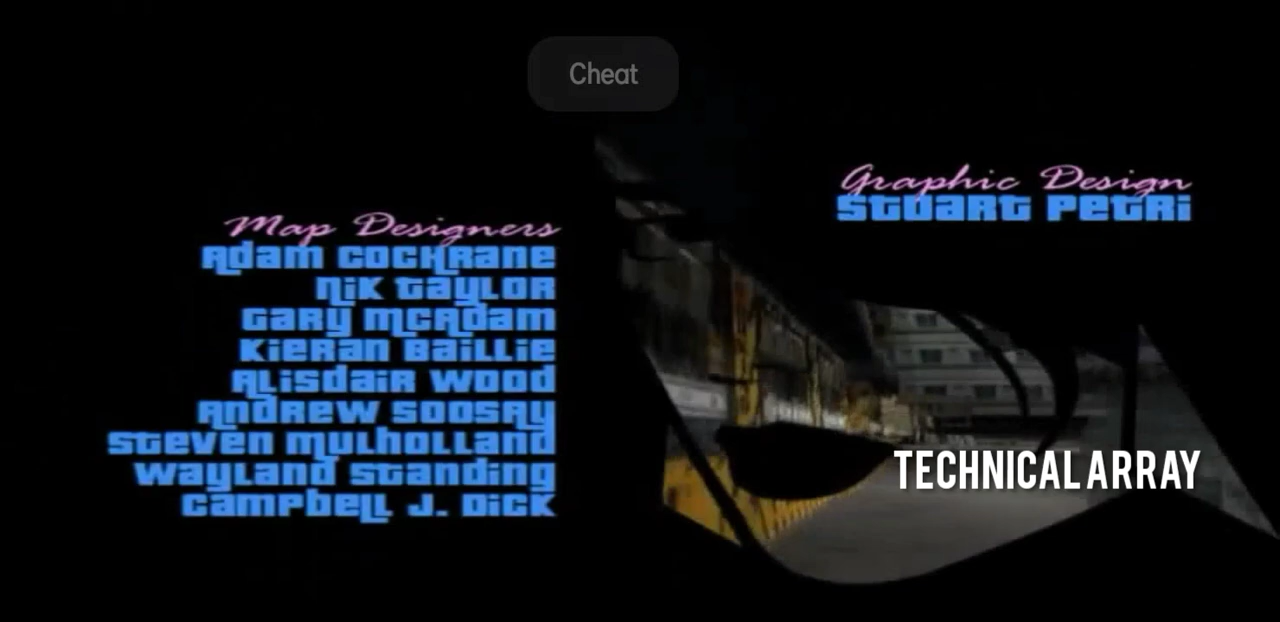 Cheat
Map Designers
ADAM COCHRANE
NIK TAYLOR
GARY MCADAM
KIERAN BAILLIE
ALISDAIR WOOD
ANDREW SOOSAY
STEVEN MULHOLLAND
WAYLAND STANDING
CAMPBELL J. DICK
Graphic Design
STUART PETRI
TECHNICAL ARRAY